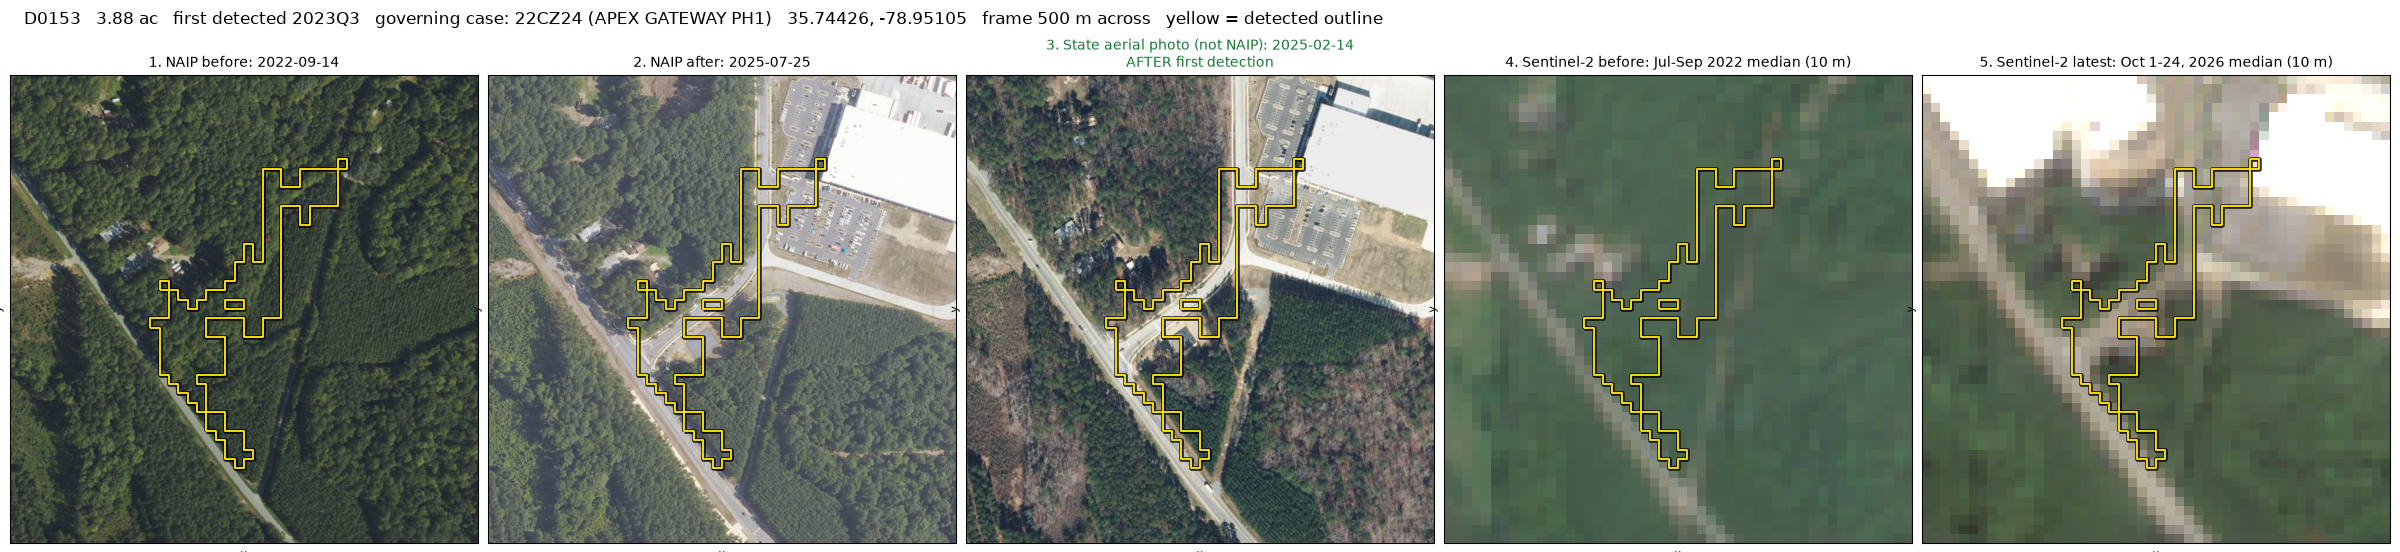 D0153   3.88 ac   first detected 2023Q3   governing case: 22CZ24 (APEX GATEWAY PH1)   35.74426, -78.95105   frame 500 m across   yellow = detected outline
1. NAIP before: 2022-09-14
2. NAIP after: 2025-07-25
3. State aerial photo (not NAIP): 2025-02-14
AFTER first detection
4. Sentinel-2 before: Jul-Sep 2022 median (10 m)
5. Sentinel-2 latest: Oct 1-24, 2026 median (10 m)